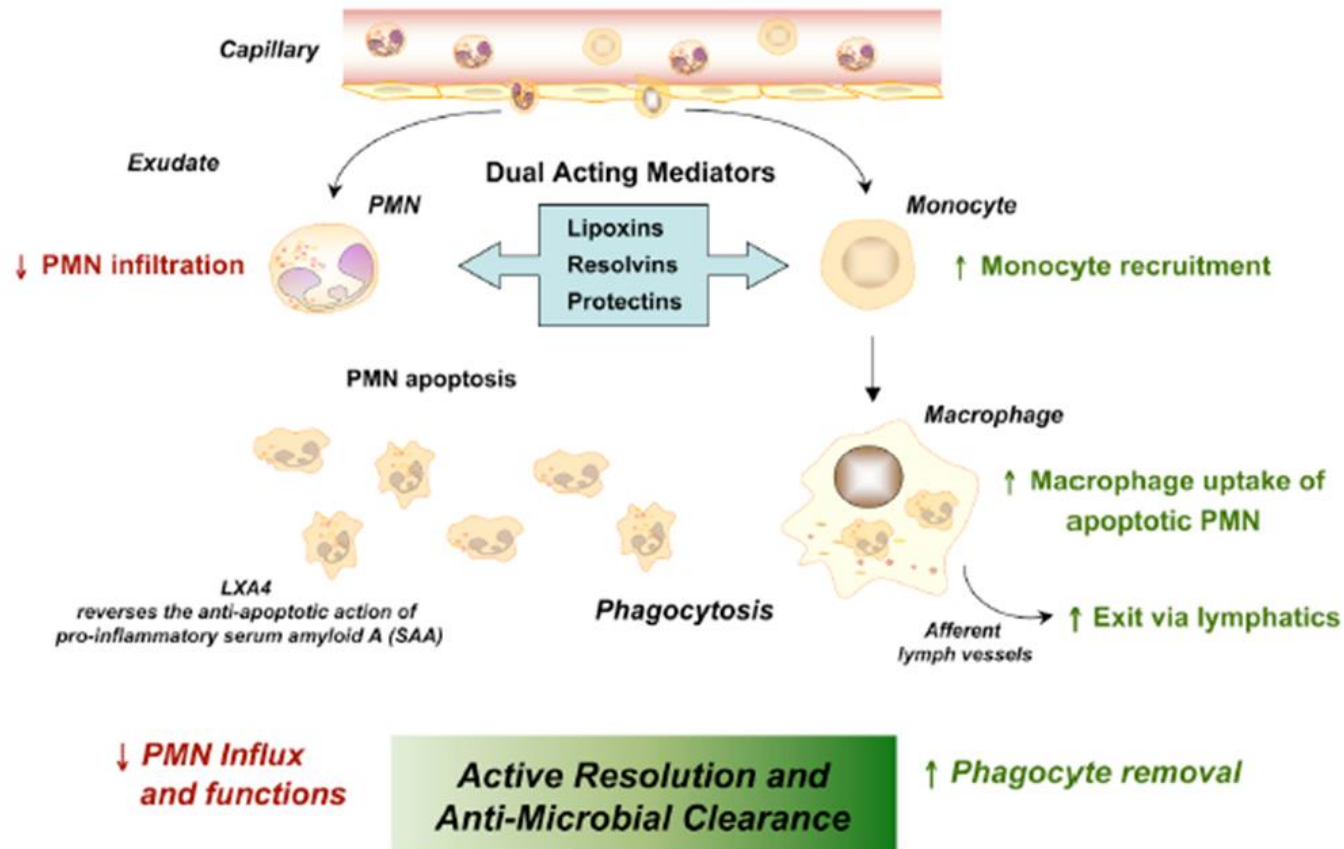 Capillary
Exudate
Dual Acting Mediators
PMN
Monocyte
Lipoxins
Resolvins
Protectins
↓ PMN infiltration
↑ Monocyte recruitment
PMN apoptosis
Macrophage
↑ Macrophage uptake of
apoptotic PMN
LXA4
reverses the anti-apoptotic action of
pro-inflammatory serum amyloid A (SAA)
Phagocytosis
↑ Exit via lymphatics
Afferent
lymph vessels
↓ PMN Influx
and functions
Active Resolution and
Anti-Microbial Clearance
↑ Phagocyte removal